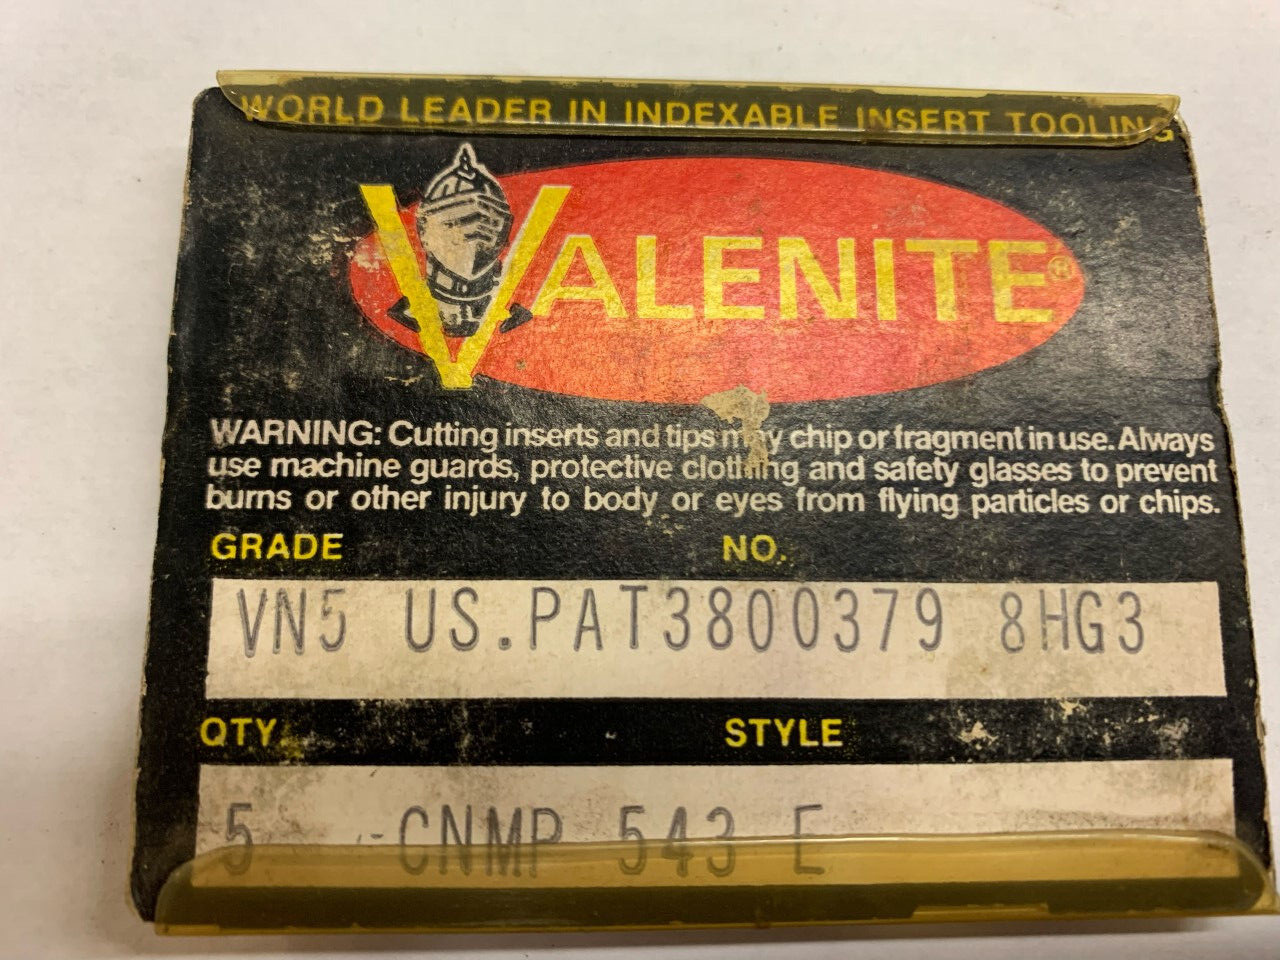 WORLD LEADER IN INDEXABLE INSERT TOOLING
VALENITE®
WARNING: Cutting inserts and tips may chip or fragment in use. Always
use machine guards, protective clothing and safety glasses to prevent
burns or other injury to body or eyes from flying particles or chips.
GRADE NO.
VN5 US.PAT3800379 8HG3
QTY STYLE
5 -CNMP 543 E